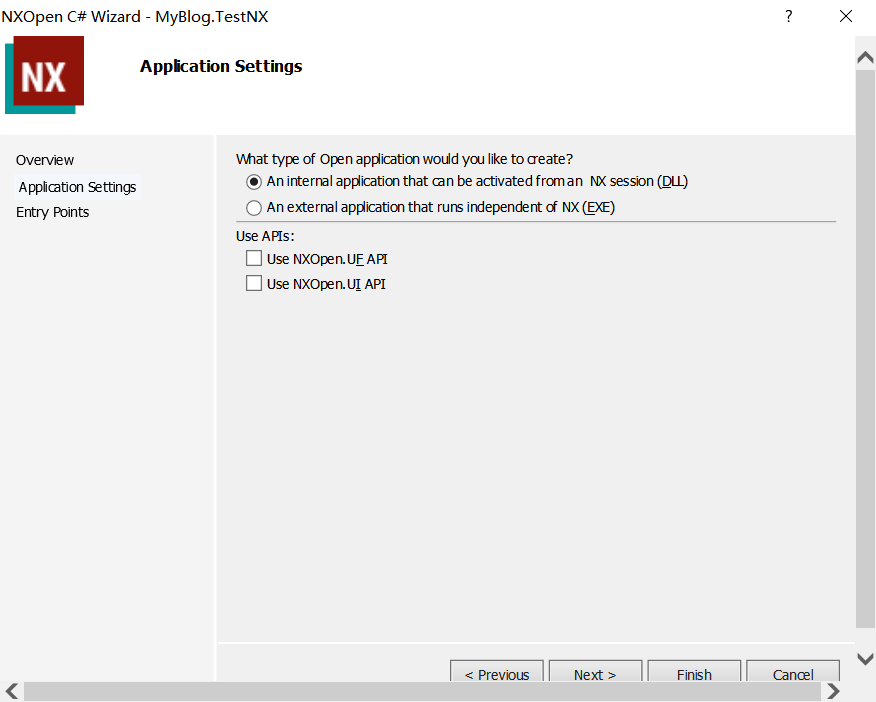 NXOpen C# Wizard - MyBlog.TestNX
?
NX
Application Settings
Overview
Application Settings
Entry Points
What type of Open application would you like to create?
An internal application that can be activated from an NX session (DLL)
An external application that runs independent of NX (EXE)
Use APIs:
Use NXOpen.UF API
Use NXOpen.UI API
< Previous
Next >
Finish
Cancel